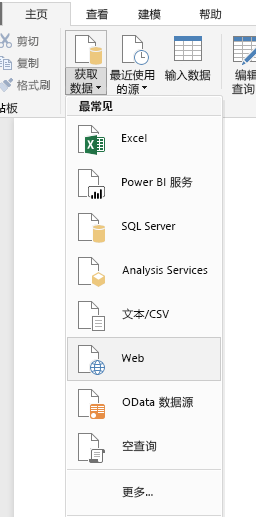 主页 查看 建模 帮助
剪切
复制
格式刷
获取
数据
最近使用
的源
输入数据
编辑
查询
贴板
最常见
Excel
Power BI 服务
SQL Server
Analysis Services
文本/CSV
Web
OData 数据源
空查询
更多...